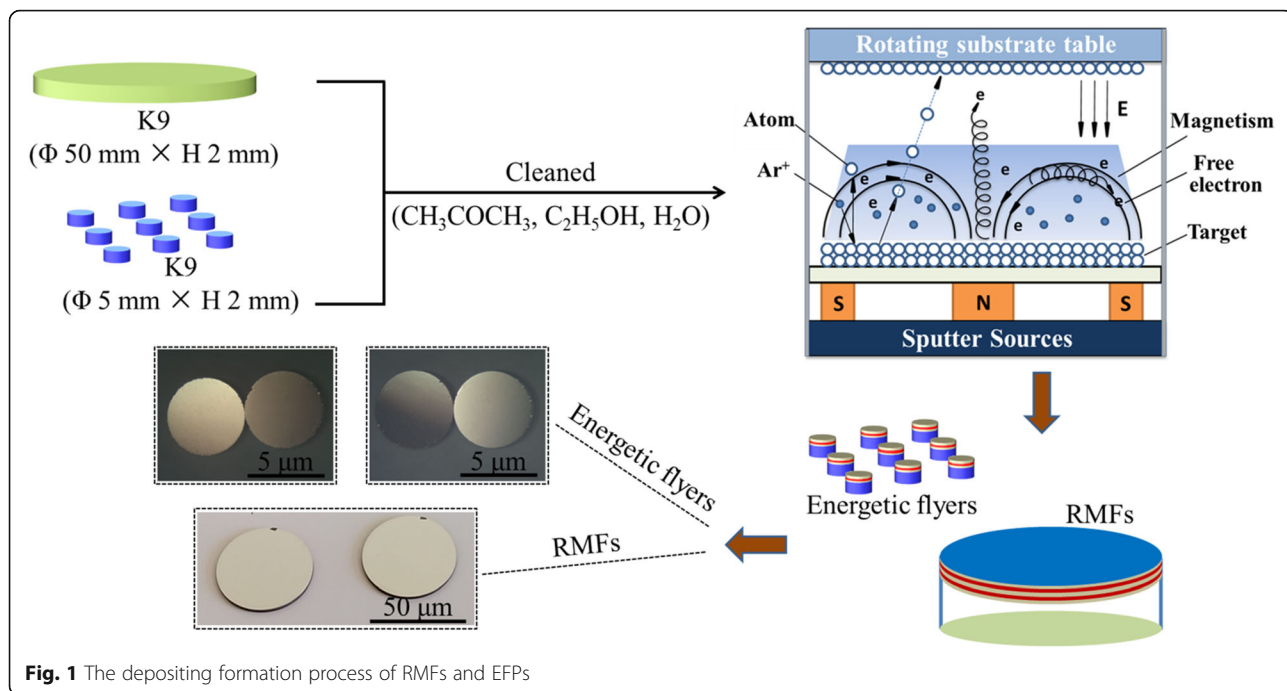 K9
(Φ 50 mm × H 2 mm)
K9
(Φ 5 mm × H 2 mm)
Cleaned
(CH₃COCH₃, C₂H₅OH, H₂O)
Rotating substrate table
e
E
Atom
Magnetism
Ar⁺
e
e
e
e
Free
electron
e
e
e
e
Target
S
N
S
Sputter Sources
5 μm
5 μm
Energetic flyers
RMFs
50 μm
Energetic flyers
RMFs
Fig. 1 The depositing formation process of RMFs and EFPs